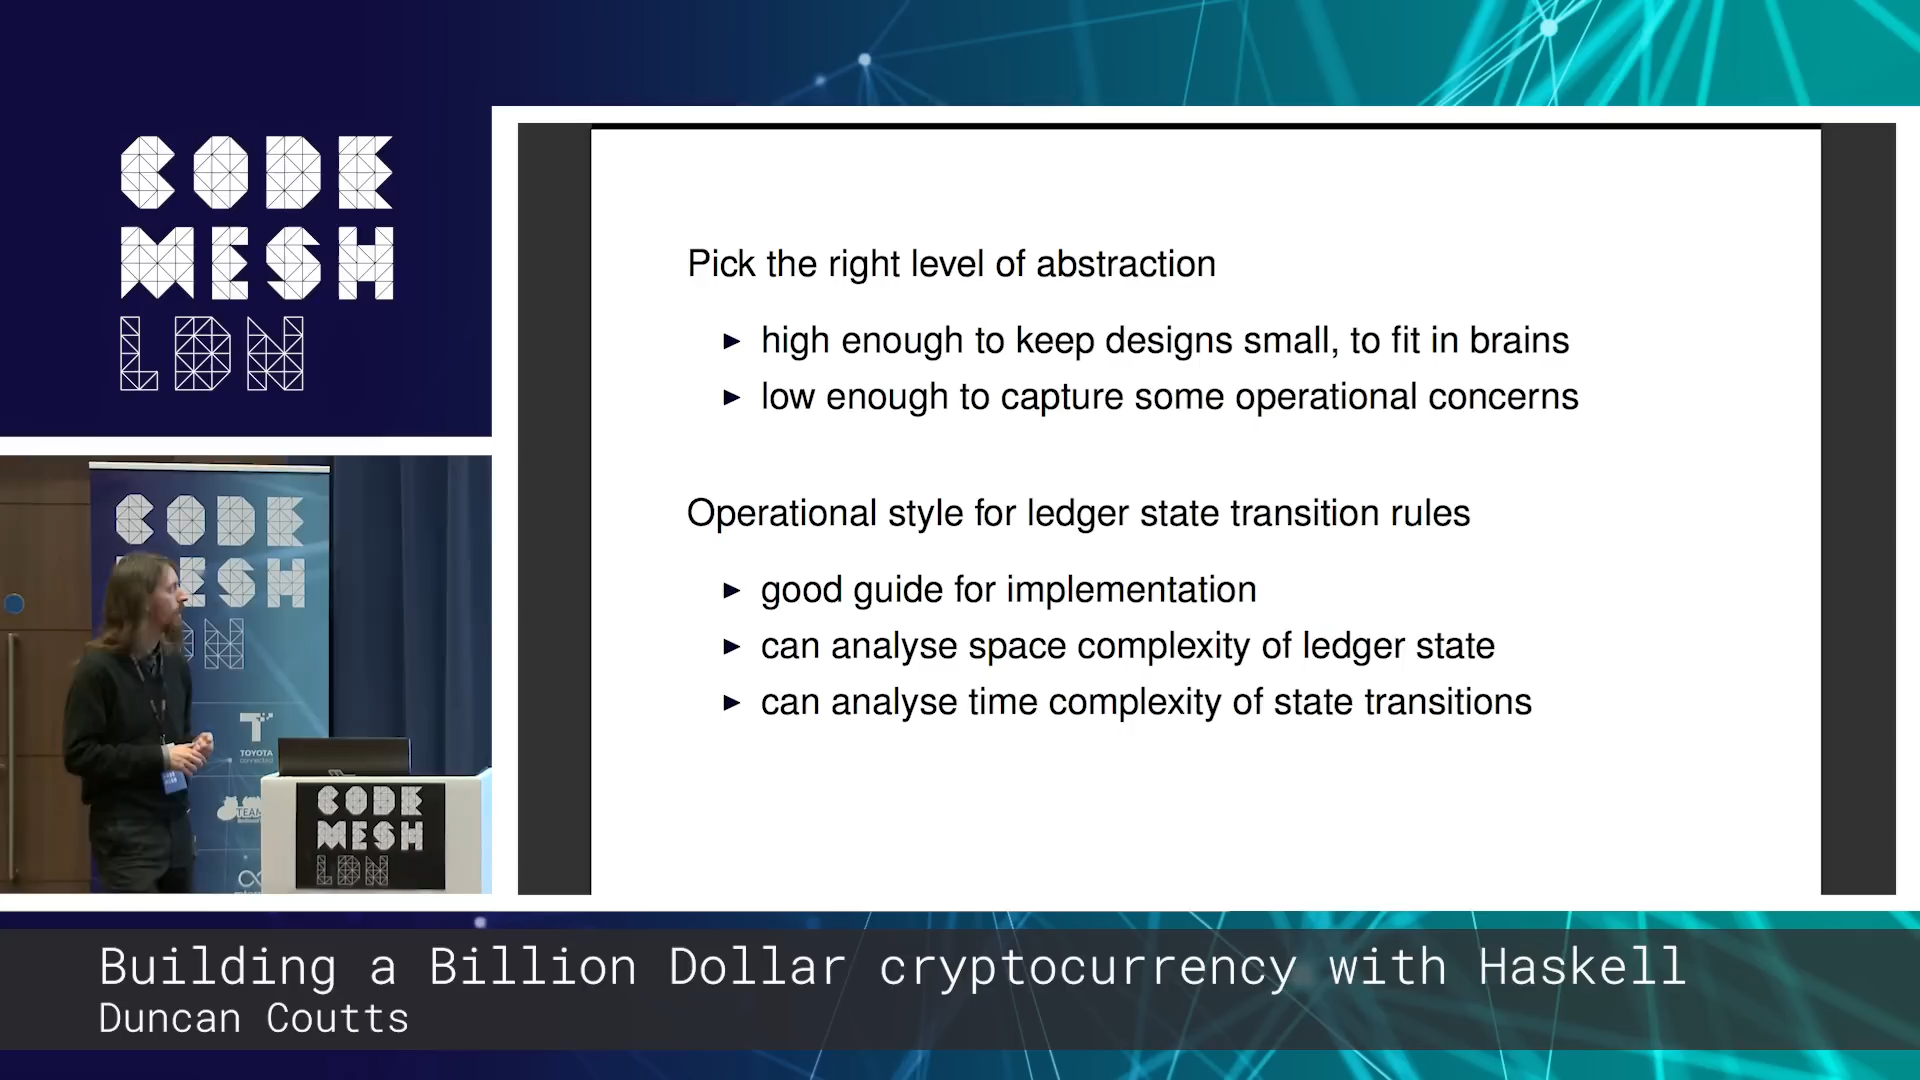 CODE
MESH
LDN
Pick the right level of abstraction
▸ high enough to keep designs small, to fit in brains
▸ low enough to capture some operational concerns
Operational style for ledger state transition rules
▸ good guide for implementation
▸ can analyse space complexity of ledger state
▸ can analyse time complexity of state transitions
CODE
MESH
LDN
T
TOYOTA
connected
TEAM
CODE
MESH
LDN
Building a Billion Dollar cryptocurrency with Haskell
Duncan Coutts